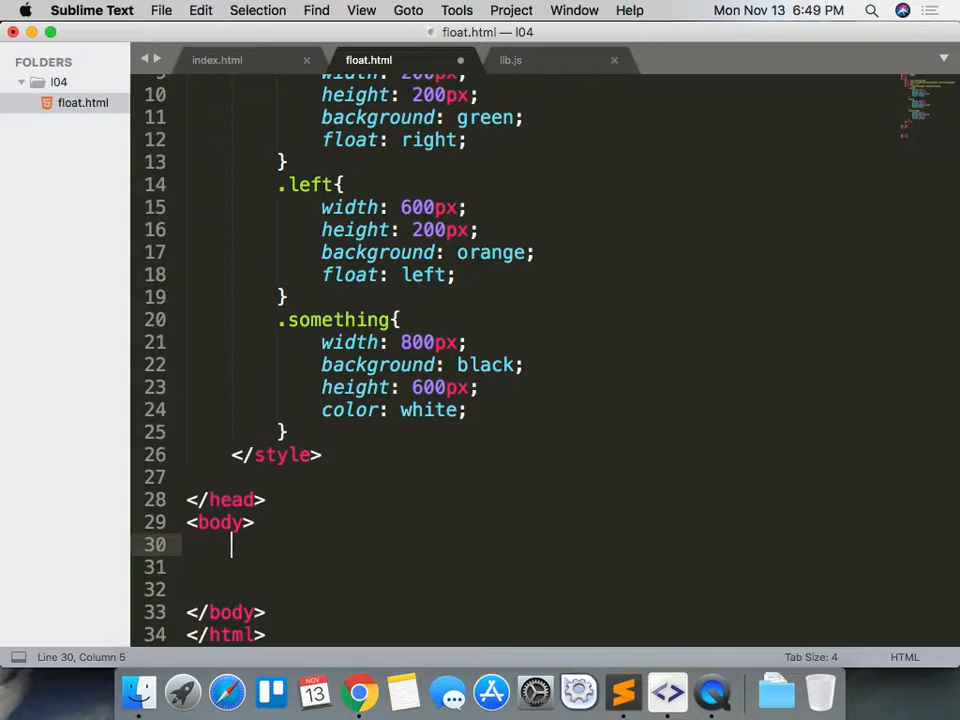 Sublime Text File Edit Selection Find View Goto Tools Project Window Help Mon Nov 13 6:49 PM
float.html — l04
FOLDERS
l04
float.html
index.html × float.html lib.js ×
10 height: 200px;
11 background: green;
12 float: right;
13 }
14 .left{
15 width: 600px;
16 height: 200px;
17 background: orange;
18 float: left;
19 }
20 .something{
21 width: 800px;
22 background: black;
23 height: 600px;
24 color: white;
25 }
26 </style>
27
28 </head>
29 <body>
30
31
32
33 </body>
34 </html>
Line 30, Column 5 Tab Size: 4 HTML
NOV
13